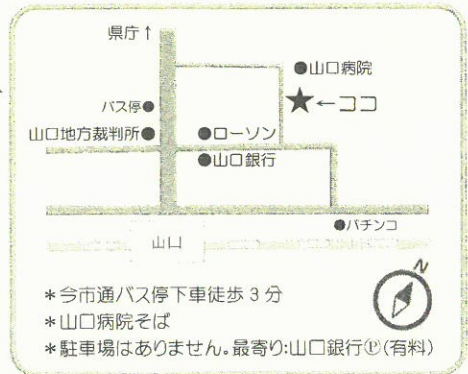 県庁↑
●山口病院
★←ココ
バス停●
山口地方裁判所●
●ローソン
●山口銀行
●パチンコ
山口
N
*今市通バス停下車徒歩3分
*山口病院そば
*駐車場はありません。最寄り:山口銀行Ⓟ(有料)